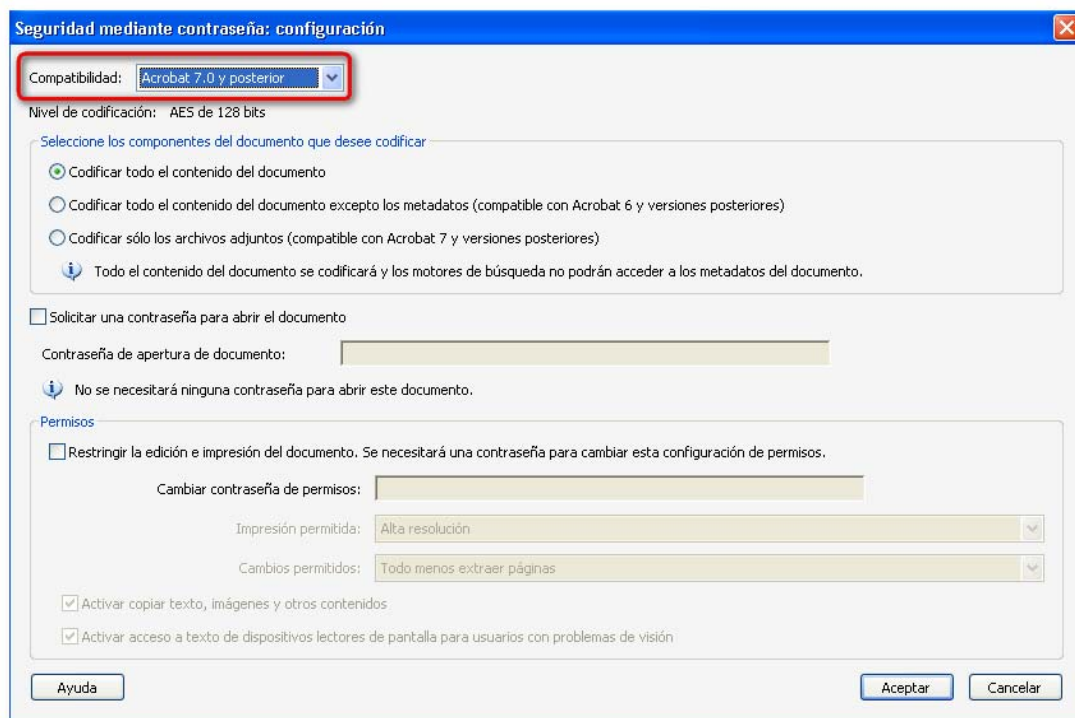 Seguridad mediante contraseña: configuración
Compatibilidad: Acrobat 7.0 y posterior
Nivel de codificación: AES de 128 bits
Seleccione los componentes del documento que desee codificar
Codificar todo el contenido del documento
Codificar todo el contenido del documento excepto los metadatos (compatible con Acrobat 6 y versiones posteriores)
Codificar sólo los archivos adjuntos (compatible con Acrobat 7 y versiones posteriores)
Todo el contenido del documento se codificará y los motores de búsqueda no podrán acceder a los metadatos del documento.
Solicitar una contraseña para abrir el documento
Contraseña de apertura de documento:
No se necesitará ninguna contraseña para abrir este documento.
Permisos
Restringir la edición e impresión del documento. Se necesitará una contraseña para cambiar esta configuración de permisos.
Cambiar contraseña de permisos:
Impresión permitida: Alta resolución
Cambios permitidos: Todo menos extraer páginas
Activar copiar texto, imágenes y otros contenidos
Activar acceso a texto de dispositivos lectores de pantalla para usuarios con problemas de visión
Ayuda Aceptar Cancelar